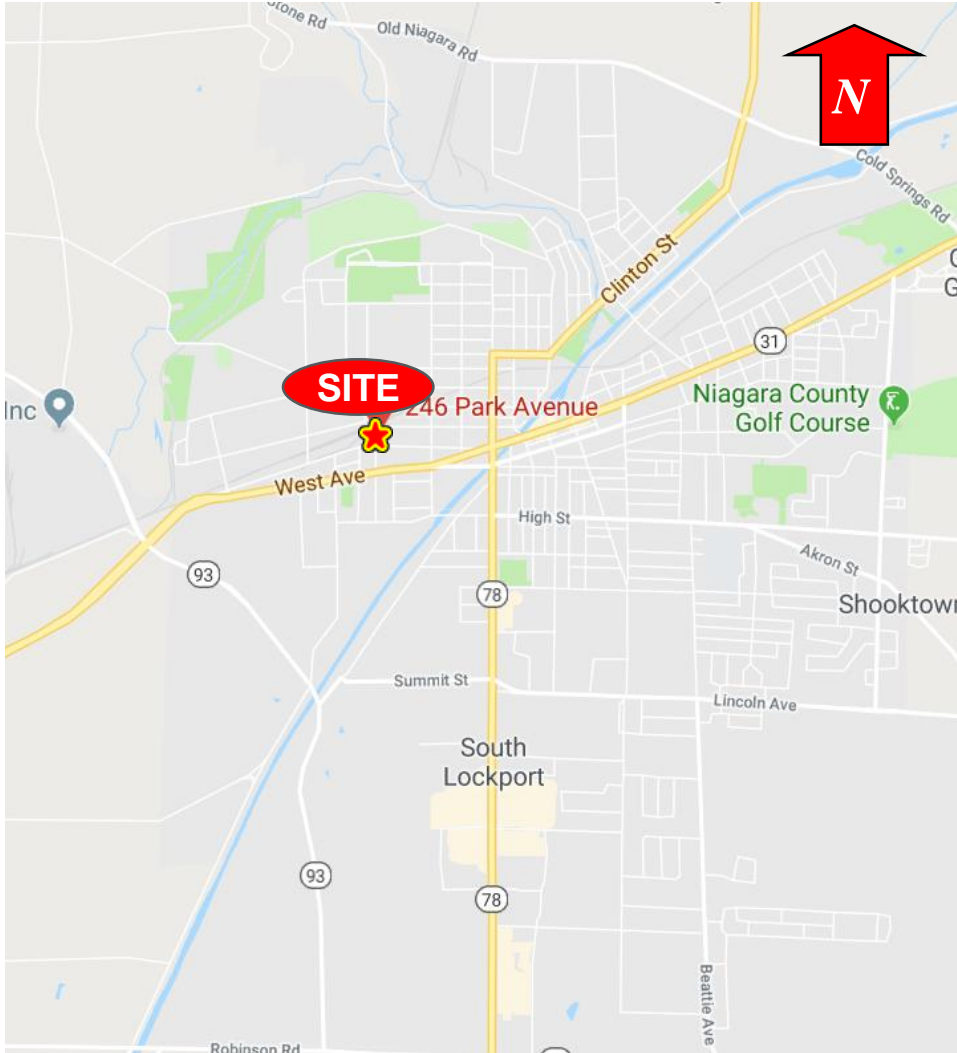 Old Niagara Rd
N
Cold Springs Rd
Clinton St
31
SITE
246 Park Avenue
Niagara County
Golf Course
Inc
West Ave
High St
Akron St
93
78
Shooktown
Summit St
Lincoln Ave
South
Lockport
93
78
Beattie Ave
Robinson Rd